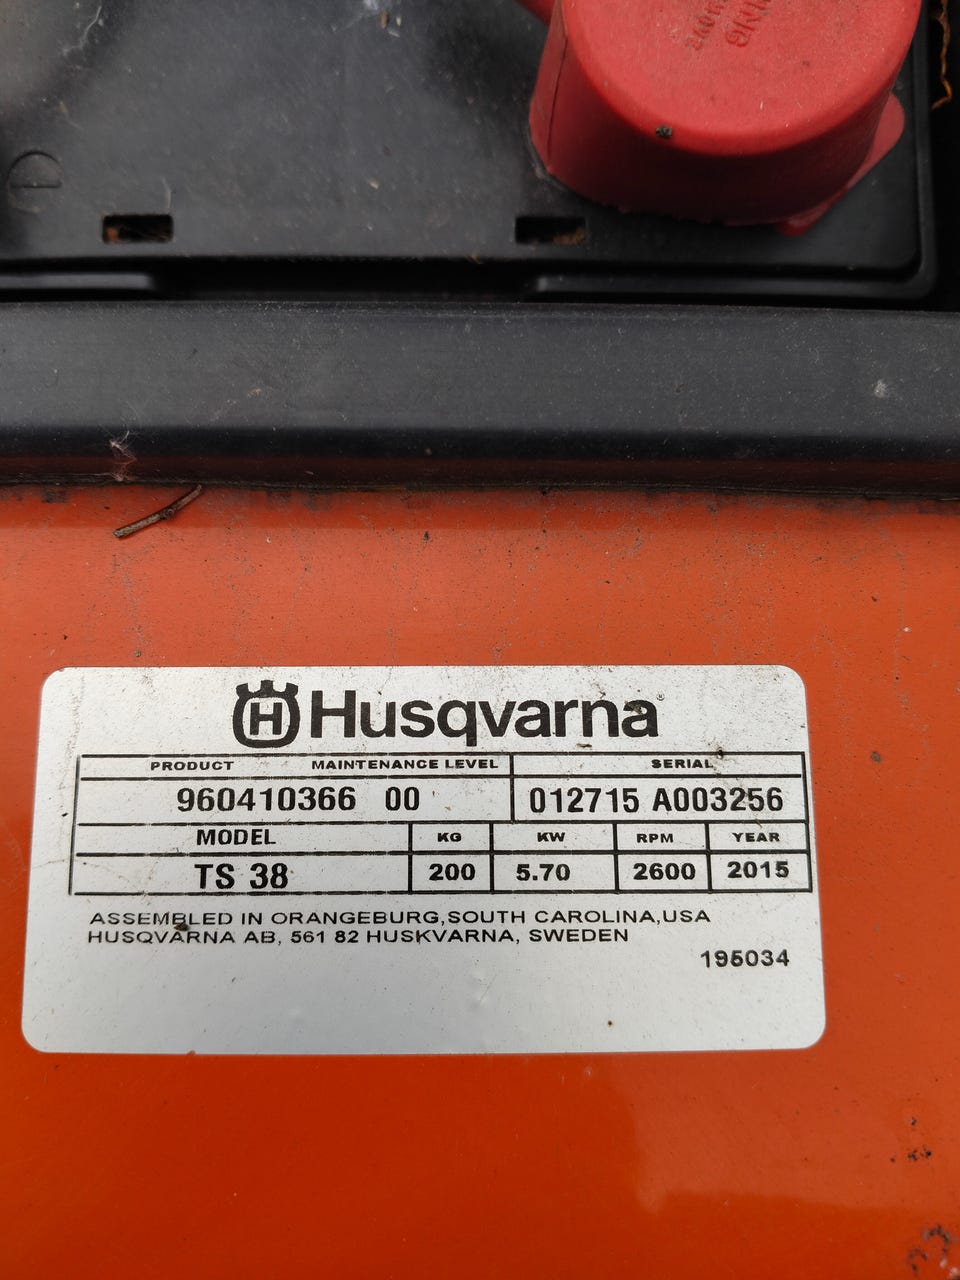 H Husqvarna
PRODUCT MAINTENANCE LEVEL SERIAL
960410366 00 012715 A003256
MODEL KG KW RPM YEAR
TS 38 200 5.70 2600 2015
ASSEMBLED IN ORANGEBURG,SOUTH CAROLINA,USA
HUSQVARNA AB, 561 82 HUSKVARNA, SWEDEN
195034